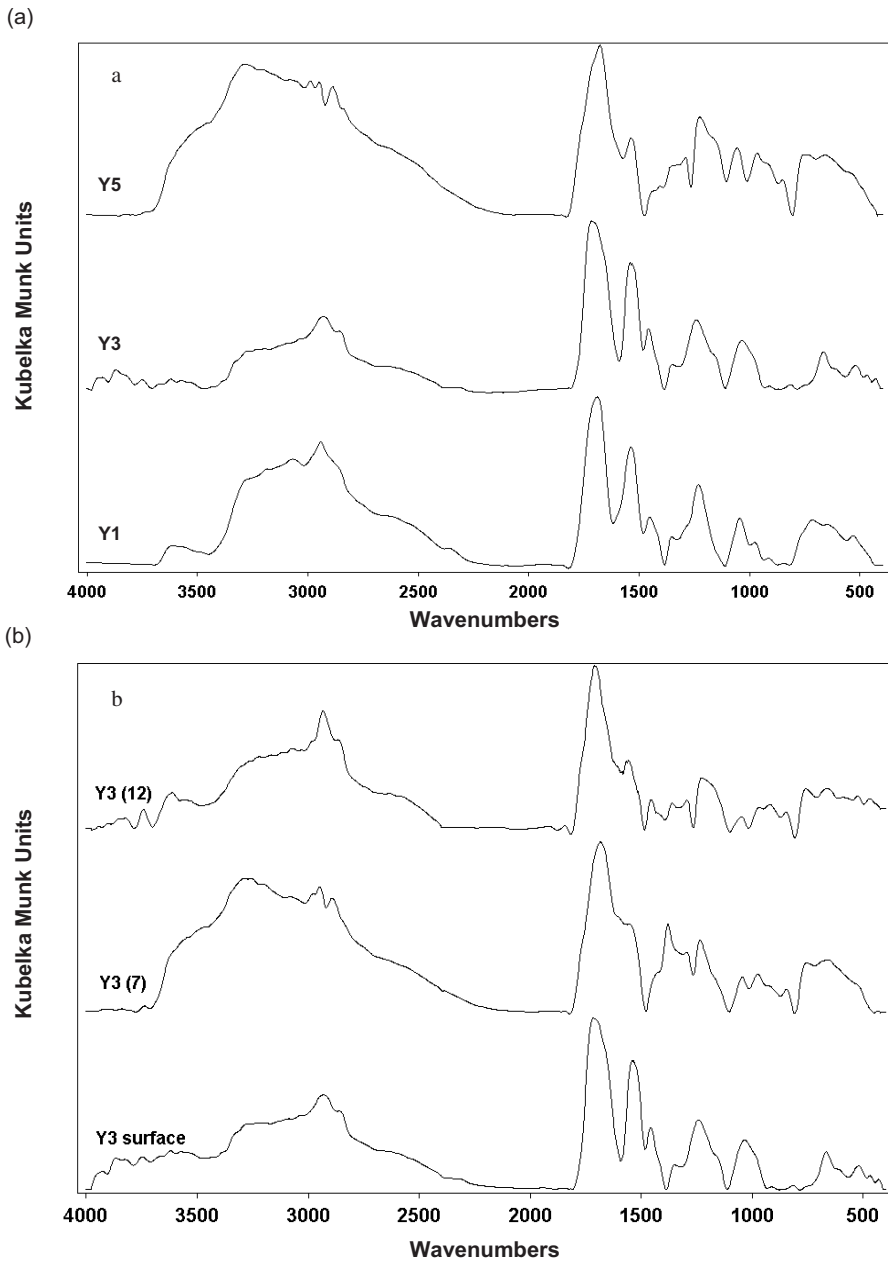 (a)
a
Y5
Y3
Y1
Kubelka Munk Units
4000 3500 3000 2500 2000 1500 1000 500
Wavenumbers
(b)
b
Y3 (12)
Y3 (7)
Y3 surface
Kubelka Munk Units
4000 3500 3000 2500 2000 1500 1000 500
Wavenumbers